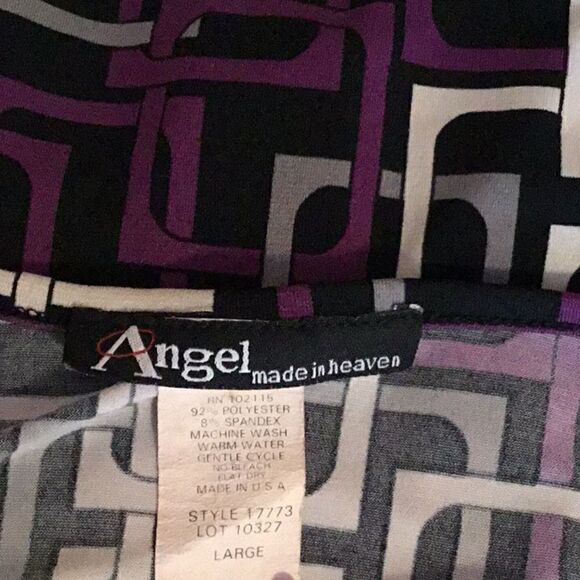 Angel made in heaven
RN 102115
92% POLYESTER
8% SPANDEX
MACHINE WASH
WARM WATER
GENTLE CYCLE
NO BLEACH
FLAT DRY
MADE IN U S A
STYLE 17773
LOT 10327
LARGE